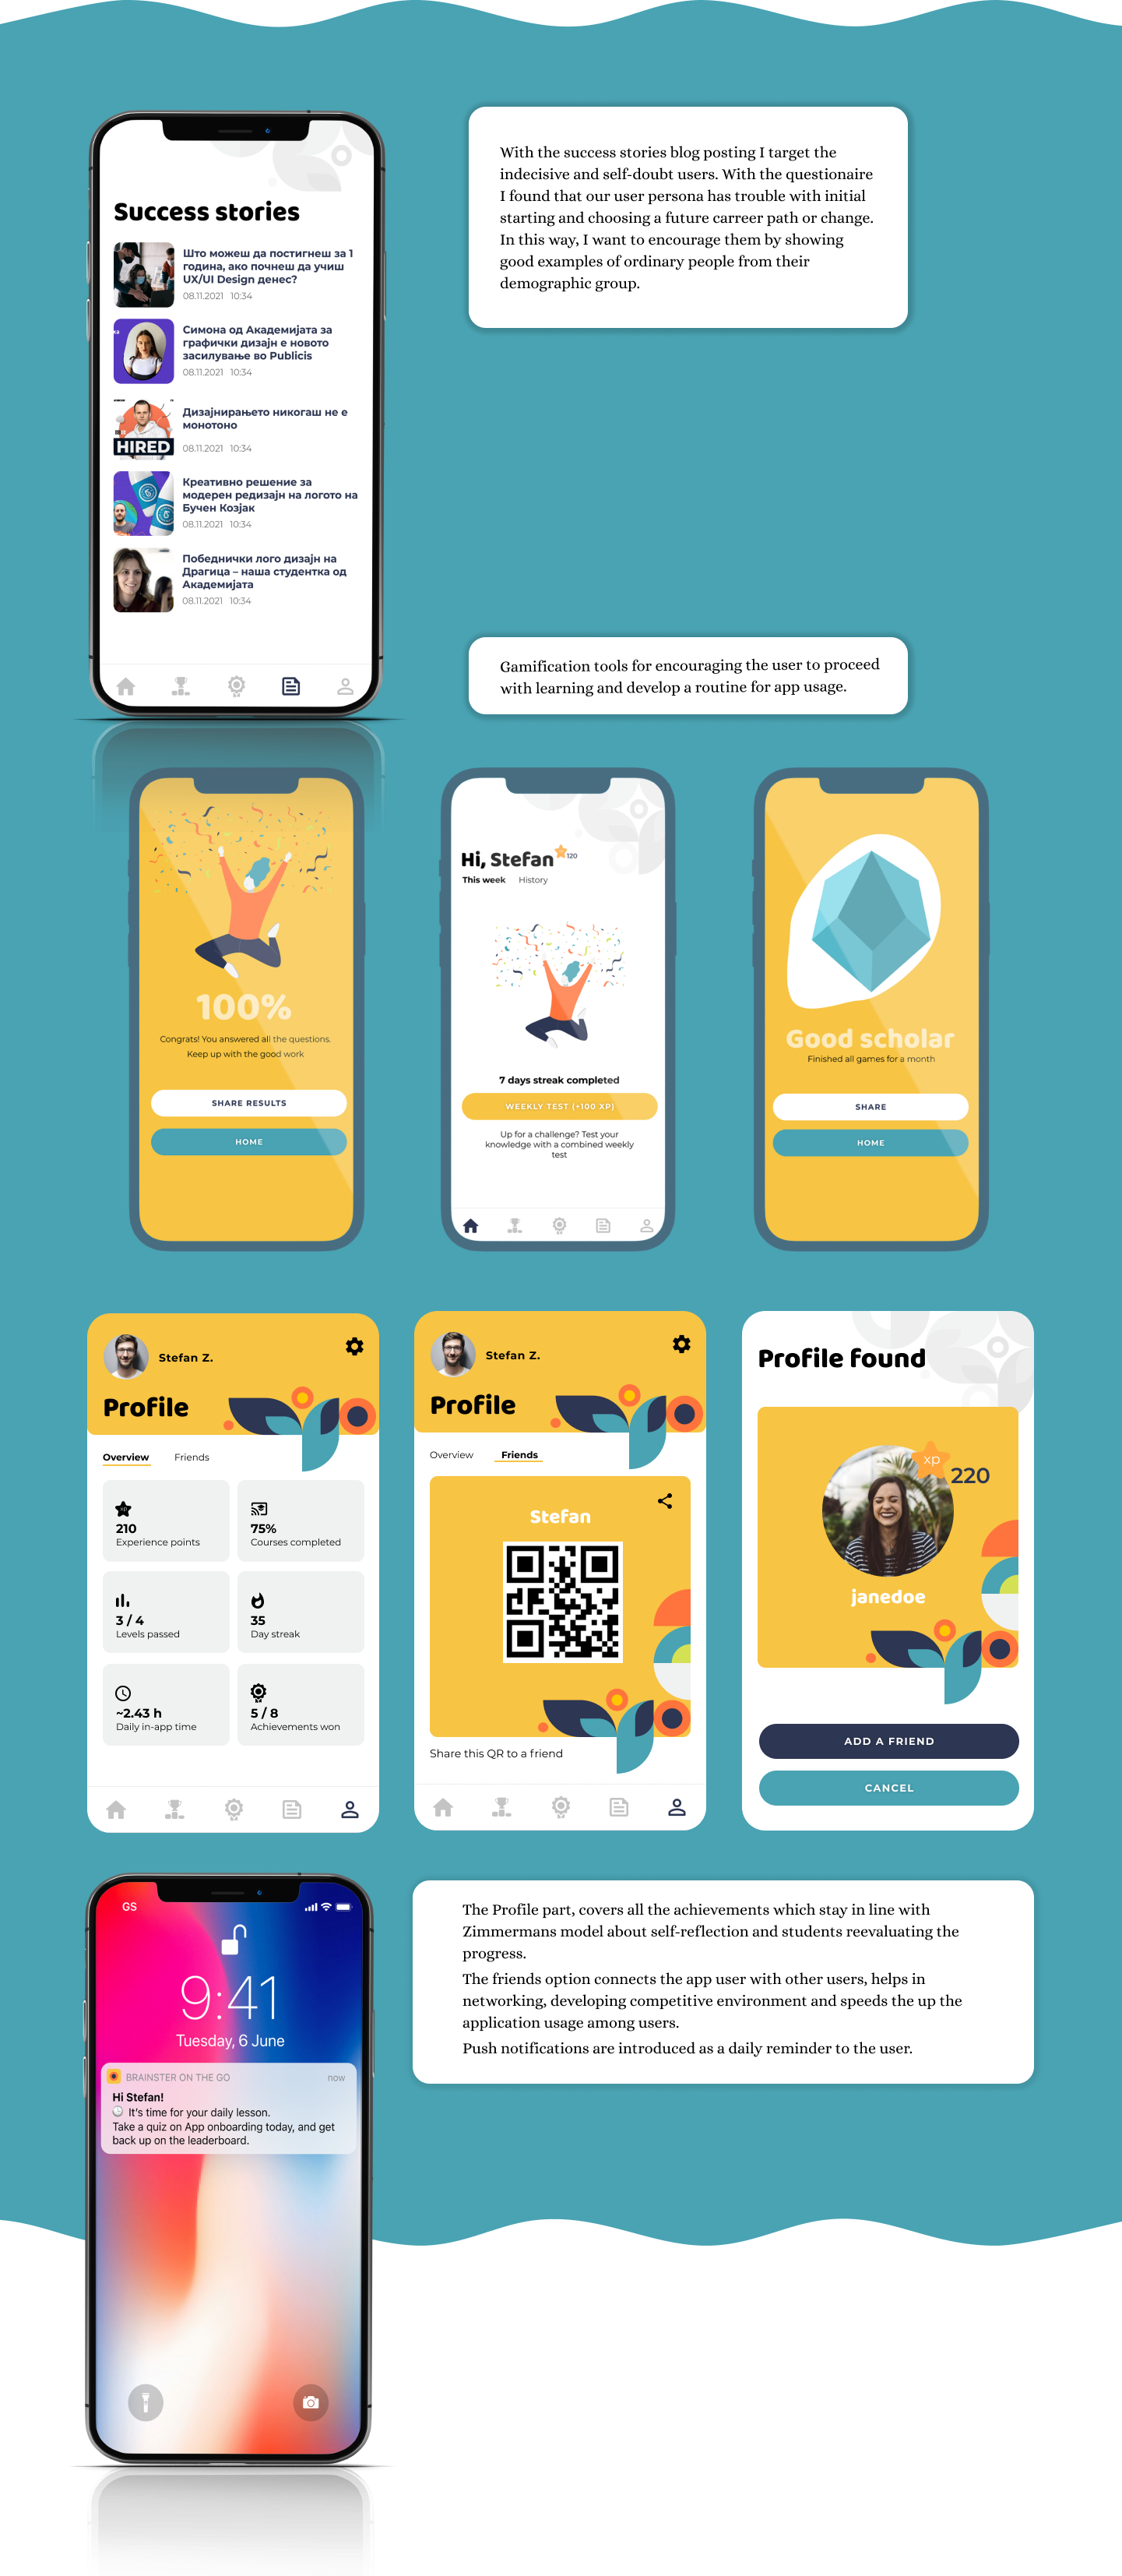 With the success stories blog posting I target the
indecisive and self-doubt users. With the questionaire
I found that our user persona has trouble with initial
starting and choosing a future carreer path or change.
In this way, I want to encourage them by showing
good examples of ordinary people from their
demographic group.
Success stories
Што можеш да постигнеш за 1
година, ако почнеш да учиш
UX/UI Design денес?
08.11.2021 10:34
Симона од Академијата за
графички дизајн е новото
засилување во Publicis
08.11.2021 10:34
HIRED
Дизајнирањето никогаш не е
монотоно
08.11.2021 10:34
Креативно решение за
модерен редизајн на логото на
Бучен Козјак
08.11.2021 10:34
Победнички лого дизајн на
Драгица – наша студентка од
Академијата
08.11.2021 10:34
Gamification tools for encouraging the user to proceed
with learning and develop a routine for app usage.
100%
Congrats! You answered all the questions.
Keep up with the good work
SHARE RESULTS
HOME
Hi, Stefan
120
This week History
7 days streak completed
WEEKLY TEST (+100 XP)
Up for a challenge? Test your
knowledge with a combined weekly
test
Good scholar
Finished all games for a month
SHARE
HOME
Stefan Z.
Profile
Overview Friends
210
Experience points
75%
Courses completed
3 / 4
Levels passed
35
Day streak
~2.43 h
Daily in-app time
5 / 8
Achievements won
Stefan Z.
Profile
Overview Friends
Stefan
Share this QR to a friend
Profile found
xp
220
janedoe
ADD A FRIEND
CANCEL
GS
9:41
Tuesday, 6 June
BRAINSTER ON THE GO now
Hi Stefan!
It's time for your daily lesson.
Take a quiz on App onboarding today, and get
back up on the leaderboard.
The Profile part, covers all the achievements which stay in line with
Zimmermans model about self-reflection and students reevaluating the
progress.
The friends option connects the app user with other users, helps in
networking, developing competitive environment and speeds the up the
application usage among users.
Push notifications are introduced as a daily reminder to the user.